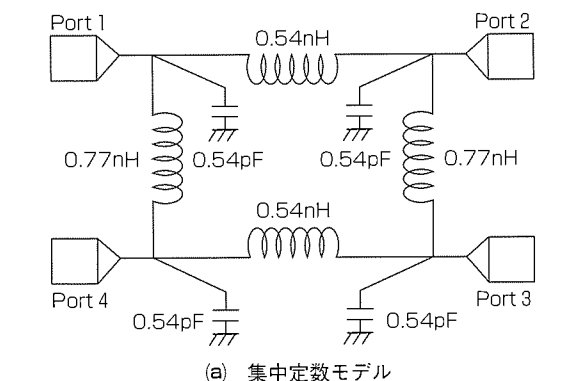 Port 1
Port 2
0.54nH
0.77nH
0.54pF
0.54pF
0.77nH
0.54nH
Port 4
Port 3
0.54pF
0.54pF
(a) 集中定数モデル